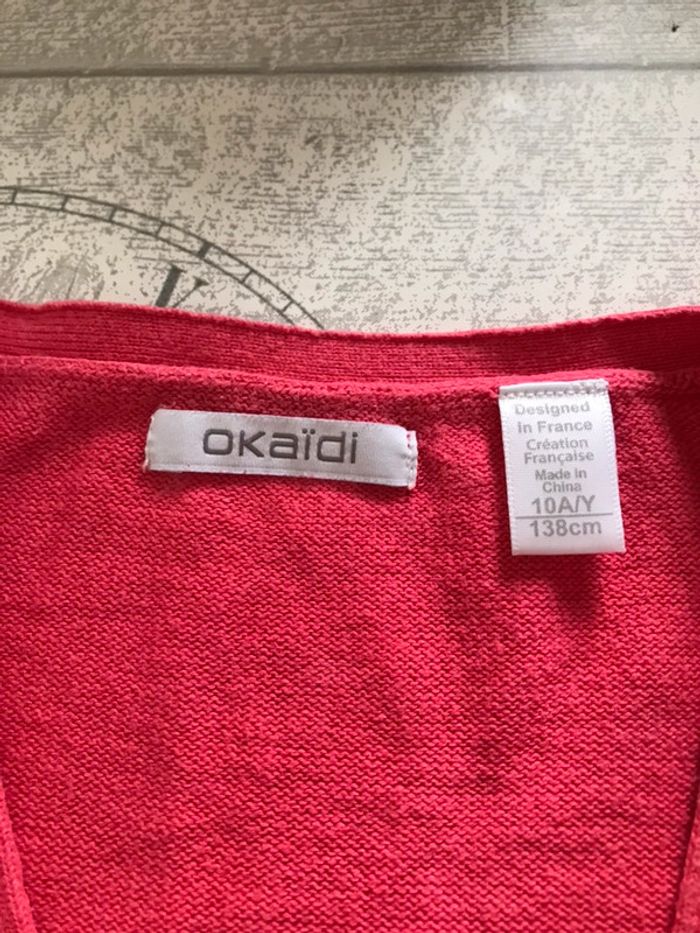 okaïdi
Designed
in France
Création
Française
Made in
China
10A/Y
138cm